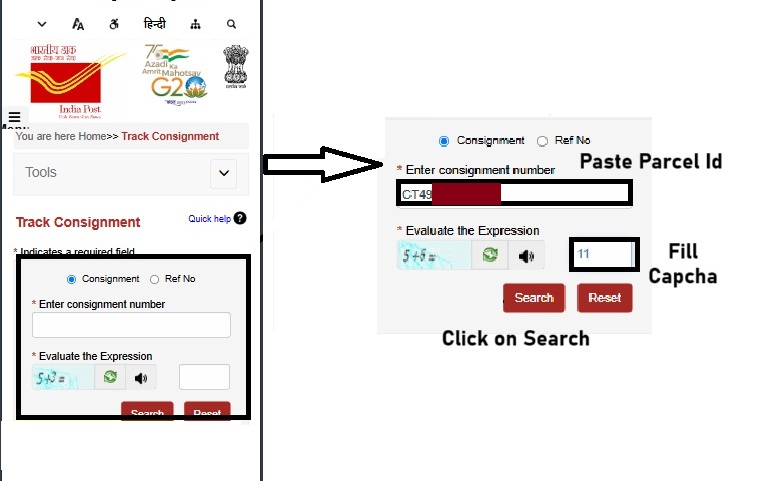 हिन्दी
भारतीय डाक
India Post
75
Azadi Ka
Amrit Mahotsav
G20
You are here Home>> Track Consignment
Tools
Track Consignment
Quick help ?
* Indicates a required field.
Consignment
Ref No
* Enter consignment number
* Evaluate the Expression
5+3=
Search
Reset
Consignment
Ref No
* Enter consignment number
Paste Parcel Id
CT49
* Evaluate the Expression
5+6=
11
Fill
Capcha
Search
Reset
Click on Search